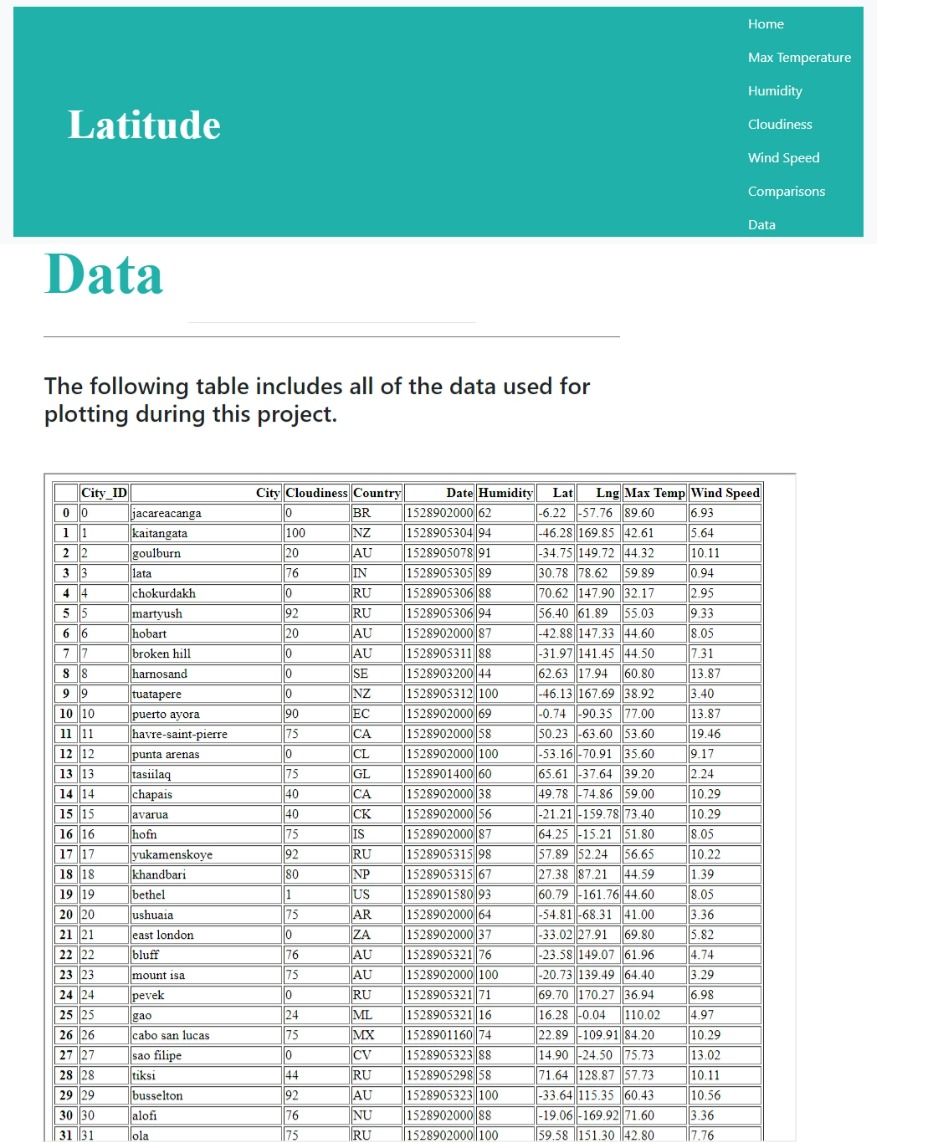 Home
Max Temperature
Humidity
Latitude
Cloudiness
Wind Speed
Comparisons
Data
Data
The following table includes all of the data used for
plotting during this project.
City_ID City Cloudiness Country Date Humidity Lat Lng Max Temp Wind Speed
0 0 jacareacanga 0 BR 1528902000 62 -6.22 -57.76 89.60 6.93
1 1 kaitangata 100 NZ 1528905304 94 -46.28 169.85 42.61 5.64
2 2 goulburn 20 AU 1528905078 91 -34.75 149.72 44.32 10.11
3 3 lata 76 IN 1528905305 89 30.78 78.62 59.89 0.94
4 4 chokurdakh 0 RU 1528905306 88 70.62 147.90 32.17 2.95
5 5 martyush 92 RU 1528905306 94 56.40 61.89 55.03 9.33
6 6 hobart 20 AU 1528902000 87 -42.88 147.33 44.60 8.05
7 7 broken hill 0 AU 1528905311 88 -31.97 141.45 44.50 7.31
8 8 harnosand 0 SE 1528903200 44 62.63 17.94 60.80 13.87
9 9 tuatapere 0 NZ 1528905312 100 -46.13 167.69 38.92 3.40
10 10 puerto ayora 90 EC 1528902000 69 -0.74 -90.35 77.00 13.87
11 11 havre-saint-pierre 75 CA 1528902000 58 50.23 -63.60 53.60 19.46
12 12 punta arenas 0 CL 1528902000 100 -53.16 -70.91 35.60 9.17
13 13 tasiilaq 75 GL 1528901400 60 65.61 -37.64 39.20 2.24
14 14 chapais 40 CA 1528902000 38 49.78 -74.86 59.00 10.29
15 15 avarua 40 CK 1528902000 56 -21.21 -159.78 73.40 10.29
16 16 hofn 75 IS 1528902000 87 64.25 -15.21 51.80 8.05
17 17 yukamenskoye 92 RU 1528905315 98 57.89 52.24 56.65 10.22
18 18 khandbari 80 NP 1528905315 67 27.38 87.21 44.59 1.39
19 19 bethel 1 US 1528901580 93 60.79 -161.76 44.60 8.05
20 20 ushuaia 75 AR 1528902000 64 -54.81 -68.31 41.00 3.36
21 21 east london 0 ZA 1528902000 37 -33.02 27.91 69.80 5.82
22 22 bluff 76 AU 1528905321 76 -23.58 149.07 61.96 4.74
23 23 mount isa 75 AU 1528902000 100 -20.73 139.49 64.40 3.29
24 24 pevek 0 RU 1528905321 71 69.70 170.27 36.94 6.98
25 25 gao 24 ML 1528905321 16 16.28 -0.04 110.02 4.97
26 26 cabo san lucas 75 MX 1528901160 74 22.89 -109.91 84.20 10.29
27 27 sao filipe 0 CV 1528905323 88 14.90 -24.50 75.73 13.02
28 28 tiksi 44 RU 1528905298 58 71.64 128.87 57.73 10.11
29 29 busselton 92 AU 1528905323 100 -33.64 115.35 60.43 10.56
30 30 alofi 76 NU 1528902000 88 -19.06 -169.92 71.60 3.36
31 31 ola 75 RU 1528902000 100 59.58 151.30 42.80 7.76